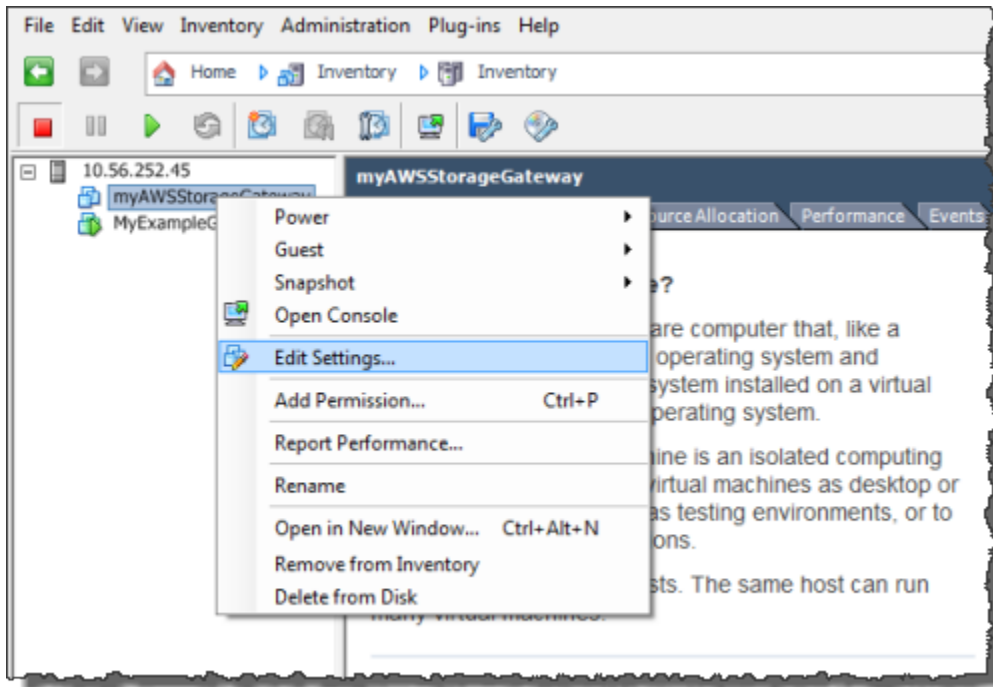 File Edit View Inventory Administration Plug-ins Help
Home Inventory Inventory
10.56.252.45
myAWSStorageGateway
MyExampleG
myAWSStorageGateway
ource Allocation Performance Events
Power
Guest
Snapshot
Open Console
Edit Settings...
Add Permission... Ctrl+P
Report Performance...
Rename
Open in New Window... Ctrl+Alt+N
Remove from Inventory
Delete from Disk
e?
are computer that, like a
operating system and
system installed on a virtual
perating system.
ine is an isolated computing
virtual machines as desktop or
as testing environments, or to
ons.
sts. The same host can run
many virtual machines.